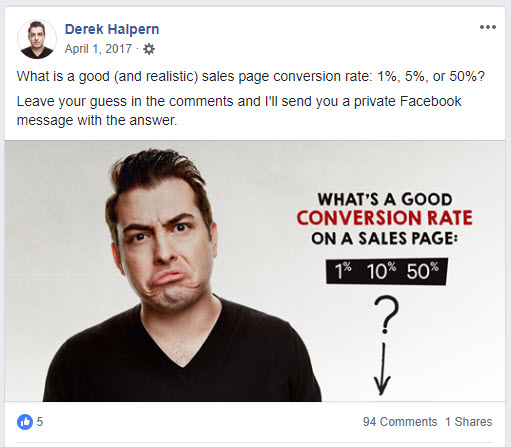 Derek Halpern
April 1, 2017 ·
What is a good (and realistic) sales page conversion rate: 1%, 5%, or 50%?
Leave your guess in the comments and I'll send you a private Facebook
message with the answer.
WHAT'S A GOOD
CONVERSION RATE
ON A SALES PAGE:
1% 10% 50%
?
5
94 Comments 1 Shares